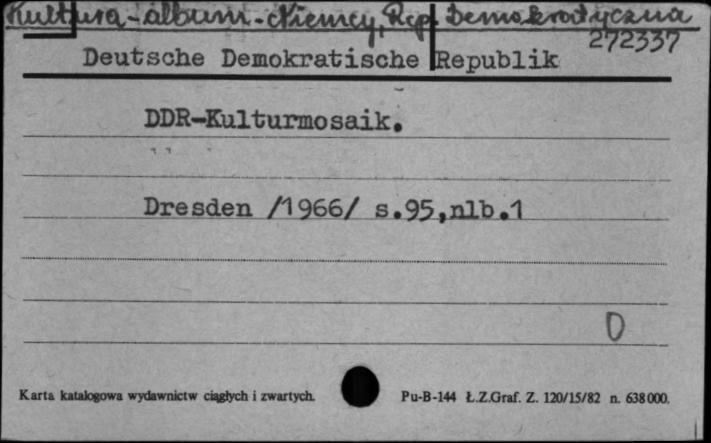 Kultura-album-Niemcy, Rep. Demokratyczna
272337
Deutsche Demokratische Republik
DDR-Kulturmosaik.
Dresden /1966/ s.95,nlb.1
D
Karta katalogowa wydawnictw ciągłych i zwartych. Pu-B-144 Ł.Z.Graf. Z. 120/15/82 n. 638000.